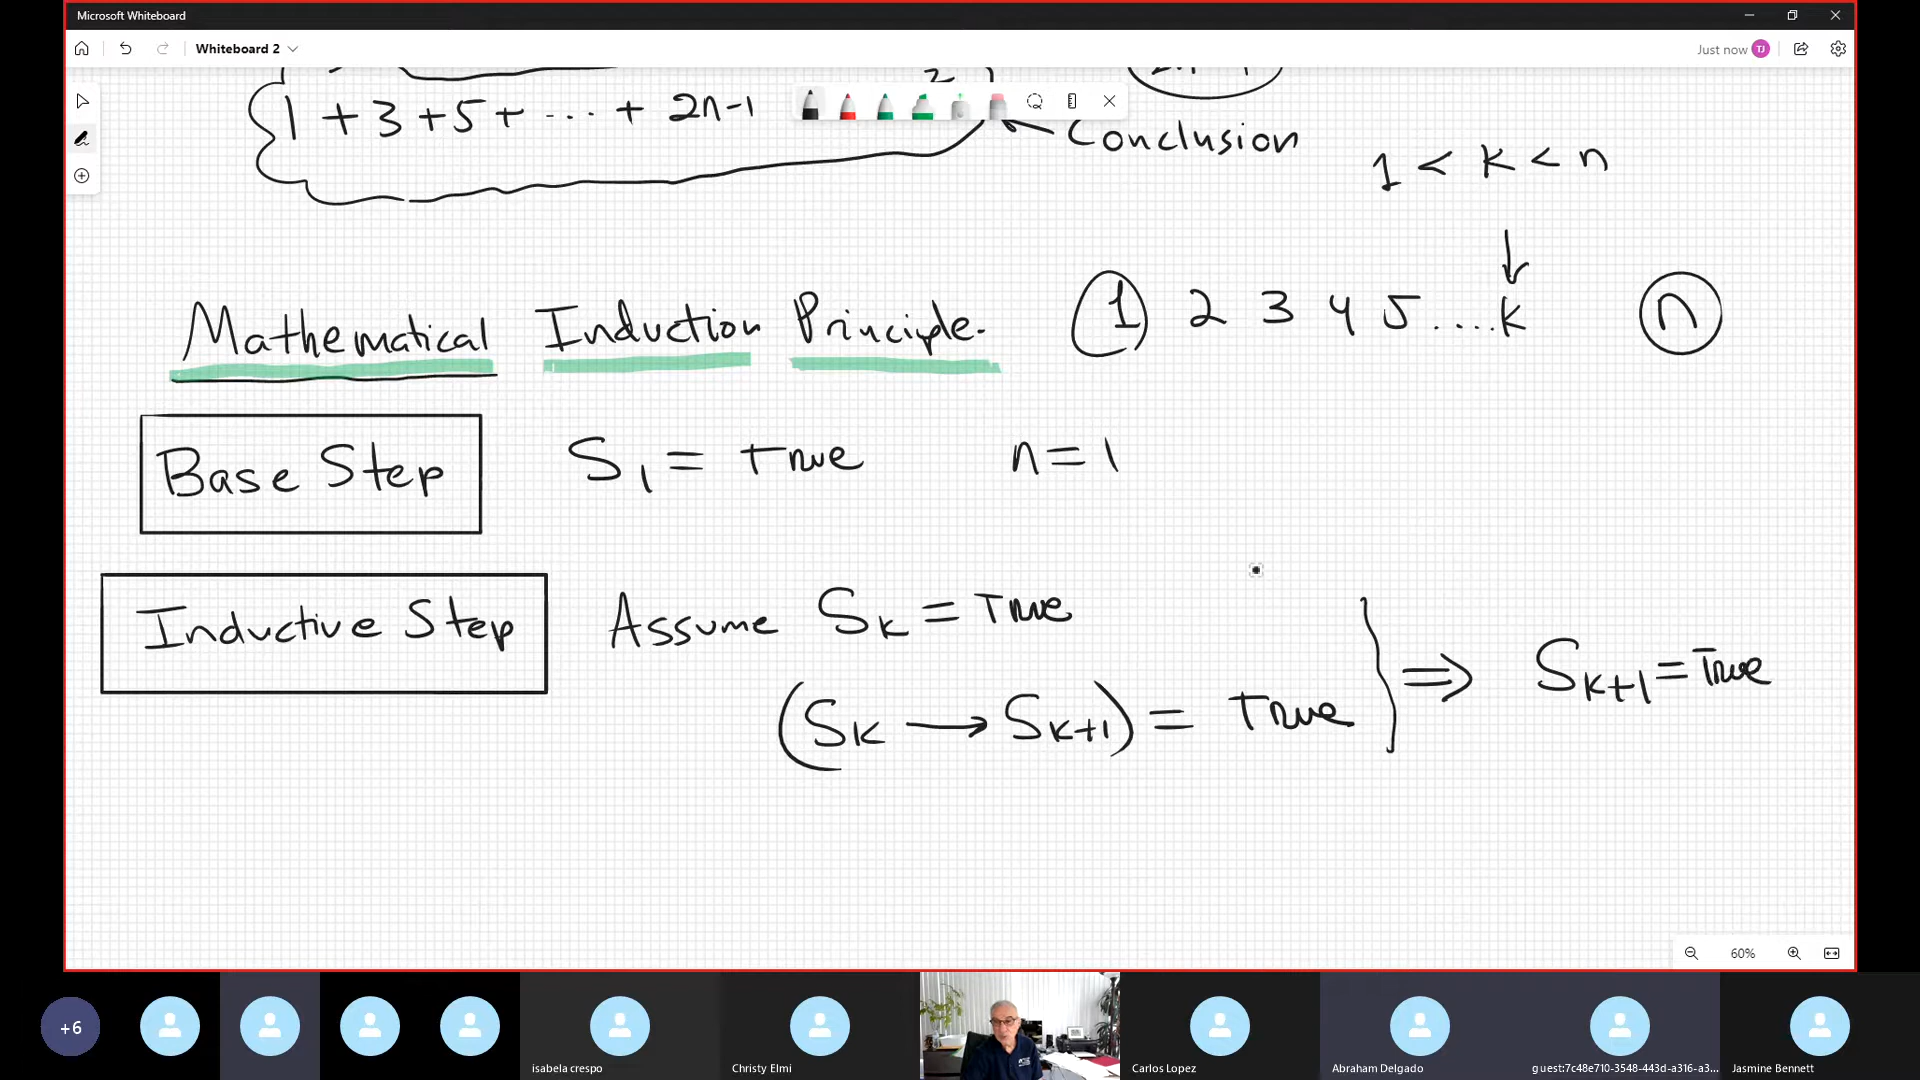 Microsoft Whiteboard
Whiteboard 2
Just now TJ
1 + 3 + 5 + ... + 2n-1
Conclusion
1 < k < n
Mathematical Induction Principle.
1 2 3 4 5 .... k n
Base Step
S1 = True n = 1
Inductive Step
Assume Sk = True
(Sk → Sk+1) = True
⇒ Sk+1 = True
60%
+6
isabela crespo
Christy Elmi
Carlos Lopez
Abraham Delgado
guest:7c48e710-3548-443d-a316-a3...
Jasmine Bennett